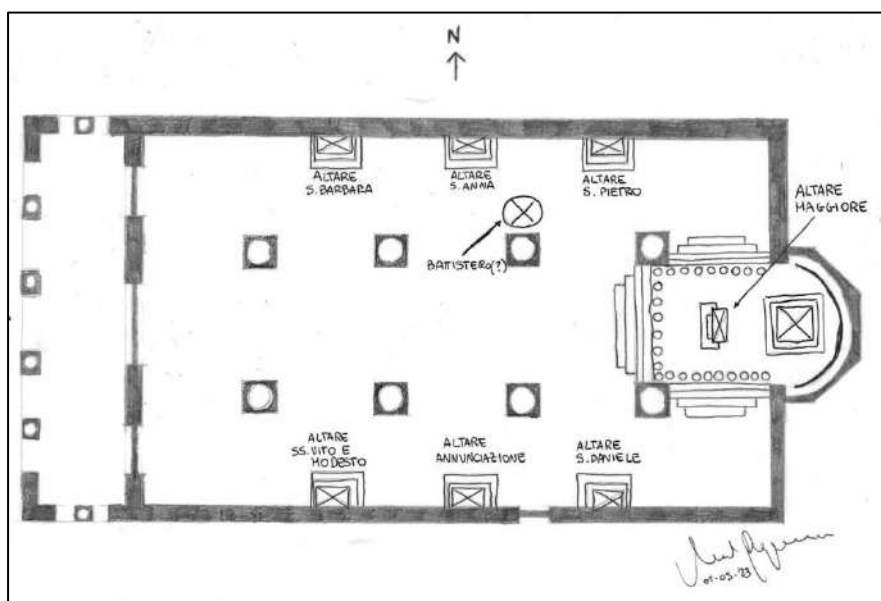 N
ALTARE
S. BARBARA
ALTARE
S. ANNA
ALTARE
S. PIETRO
ALTARE
MAGGIORE
BATTISTERO(?)
ALTARE
SS. VITO E
MODESTO
ALTARE
ANNUNCIAZIONE
ALTARE
S. DANIELE
01-05-'23